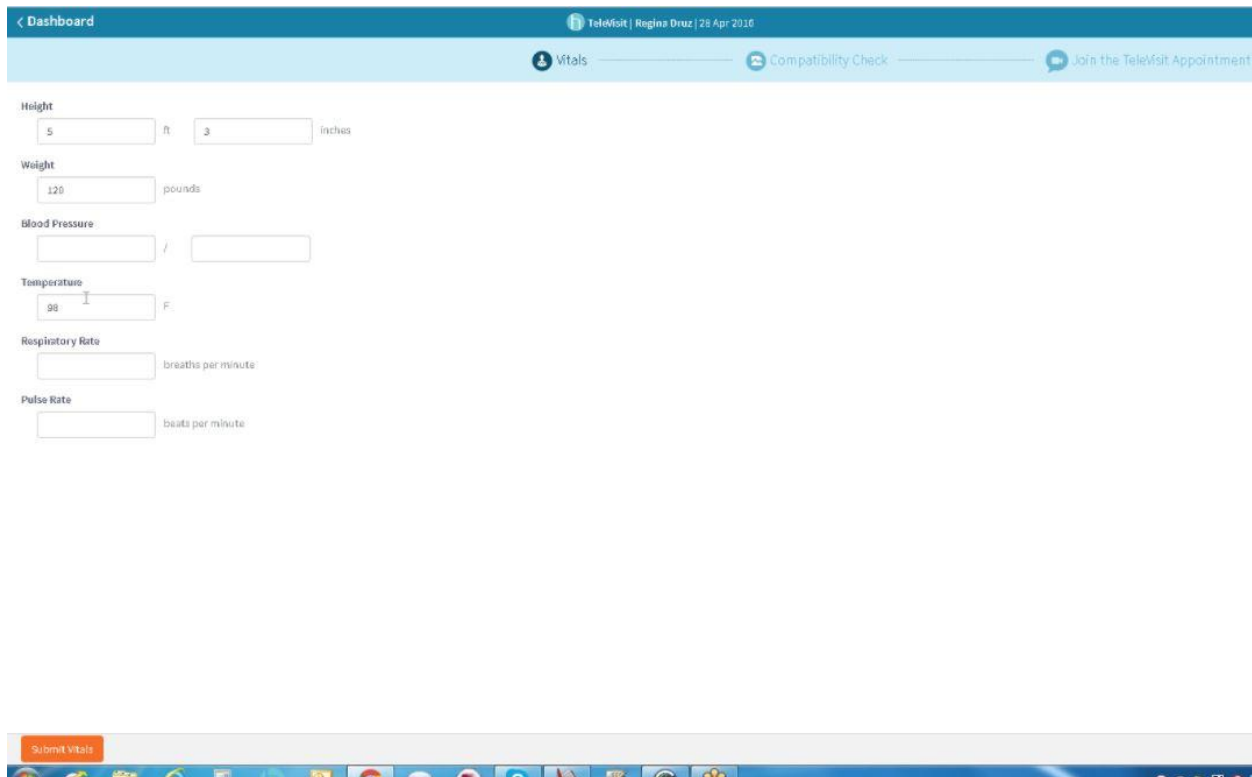 < Dashboard
TeleVisit | Regina Druz | 28 Apr 2016
Vitals
Compatibility Check
Join the TeleVisit Appointment
Height
5 ft 3 inches
Weight
120 pounds
Blood Pressure
/
Temperature
98 F
Respiratory Rate
breaths per minute
Pulse Rate
beats per minute
Submit Vitals